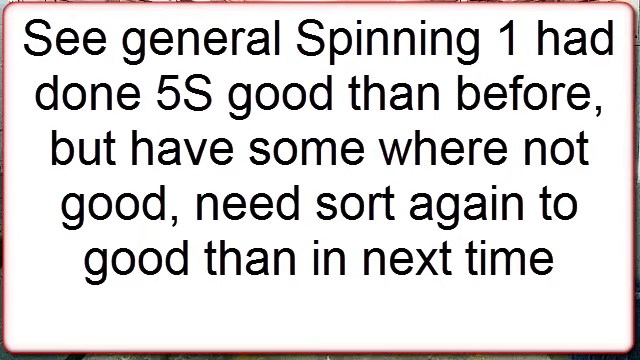 See general Spinning 1 had
done 5S good than before,
but have some where not
good, need sort again to
good than in next time